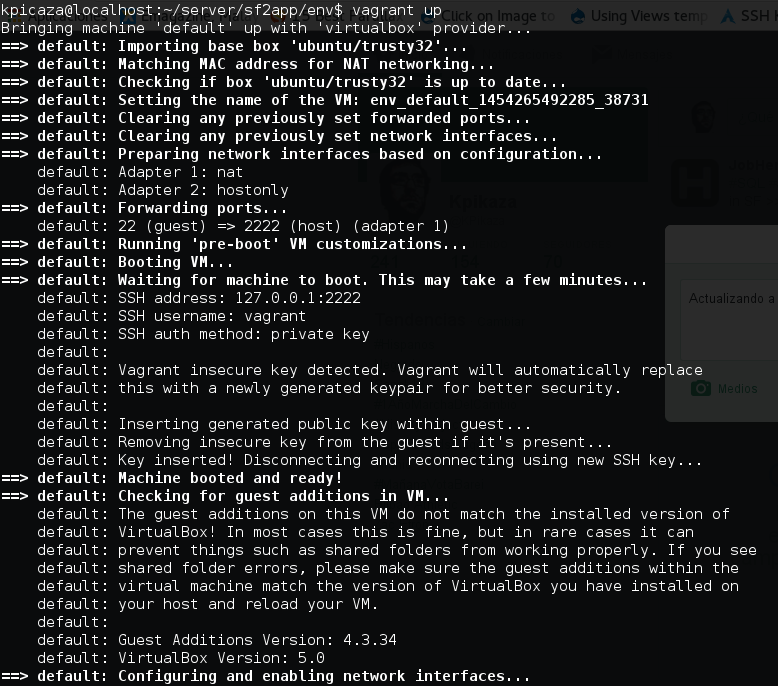 kpicaza@localhost:~/server/sf2app/env$ vagrant up
Bringing machine 'default' up with 'virtualbox' provider...
==> default: Importing base box 'ubuntu/trusty32'...
==> default: Matching MAC address for NAT networking...
==> default: Checking if box 'ubuntu/trusty32' is up to date...
==> default: Setting the name of the VM: env_default_1454265492285_38731
==> default: Clearing any previously set forwarded ports...
==> default: Clearing any previously set network interfaces...
==> default: Preparing network interfaces based on configuration...
    default: Adapter 1: nat
    default: Adapter 2: hostonly
==> default: Forwarding ports...
    default: 22 (guest) => 2222 (host) (adapter 1)
==> default: Running 'pre-boot' VM customizations...
==> default: Booting VM...
==> default: Waiting for machine to boot. This may take a few minutes...
    default: SSH address: 127.0.0.1:2222
    default: SSH username: vagrant
    default: SSH auth method: private key
    default:
    default: Vagrant insecure key detected. Vagrant will automatically replace
    default: this with a newly generated keypair for better security.
    default:
    default: Inserting generated public key within guest...
    default: Removing insecure key from the guest if it's present...
    default: Key inserted! Disconnecting and reconnecting using new SSH key...
==> default: Machine booted and ready!
==> default: Checking for guest additions in VM...
    default: The guest additions on this VM do not match the installed version of
    default: VirtualBox! In most cases this is fine, but in rare cases it can
    default: prevent things such as shared folders from working properly. If you see
    default: shared folder errors, please make sure the guest additions within the
    default: virtual machine match the version of VirtualBox you have installed on
    default: your host and reload your VM.
    default:
    default: Guest Additions Version: 4.3.34
    default: VirtualBox Version: 5.0
==> default: Configuring and enabling network interfaces...
Click on Image to
Using Views temp
SSH
Kpikaza
Actualizando a
Medios